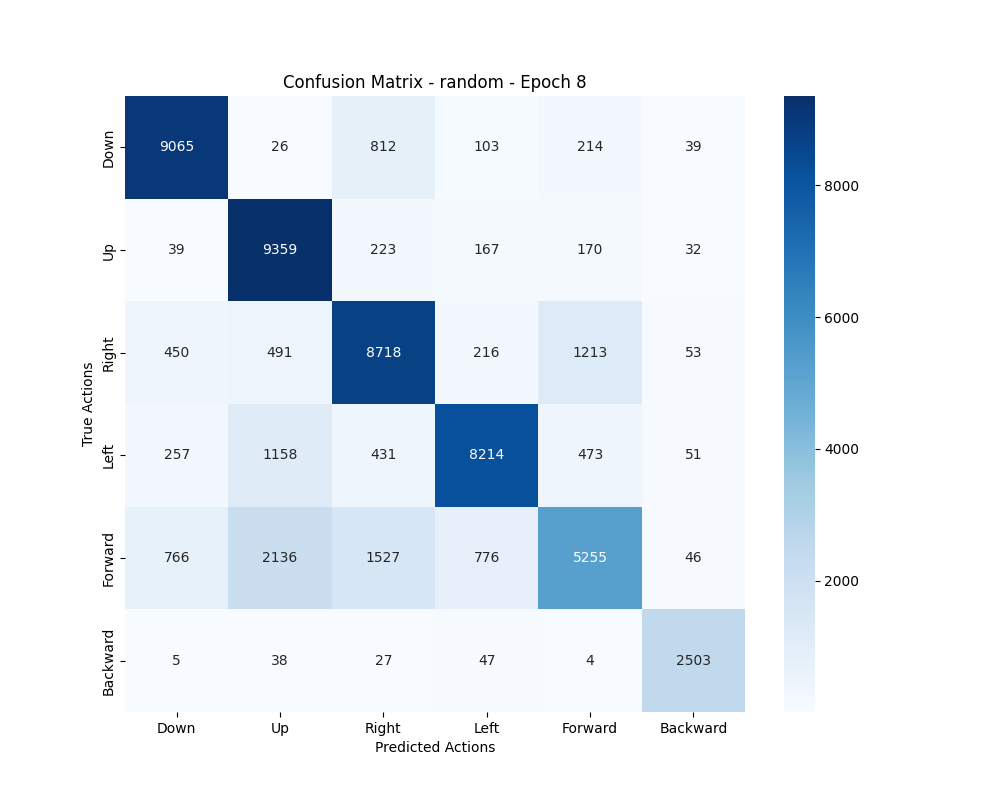 Confusion Matrix - random - Epoch 8
True Actions
Down 9065 26 812 103 214 39
Up 39 9359 223 167 170 32
Right 450 491 8718 216 1213 53
Left 257 1158 431 8214 473 51
Forward 766 2136 1527 776 5255 46
Backward 5 38 27 47 4 2503
Down Up Right Left Forward Backward
Predicted Actions
8000
6000
4000
2000